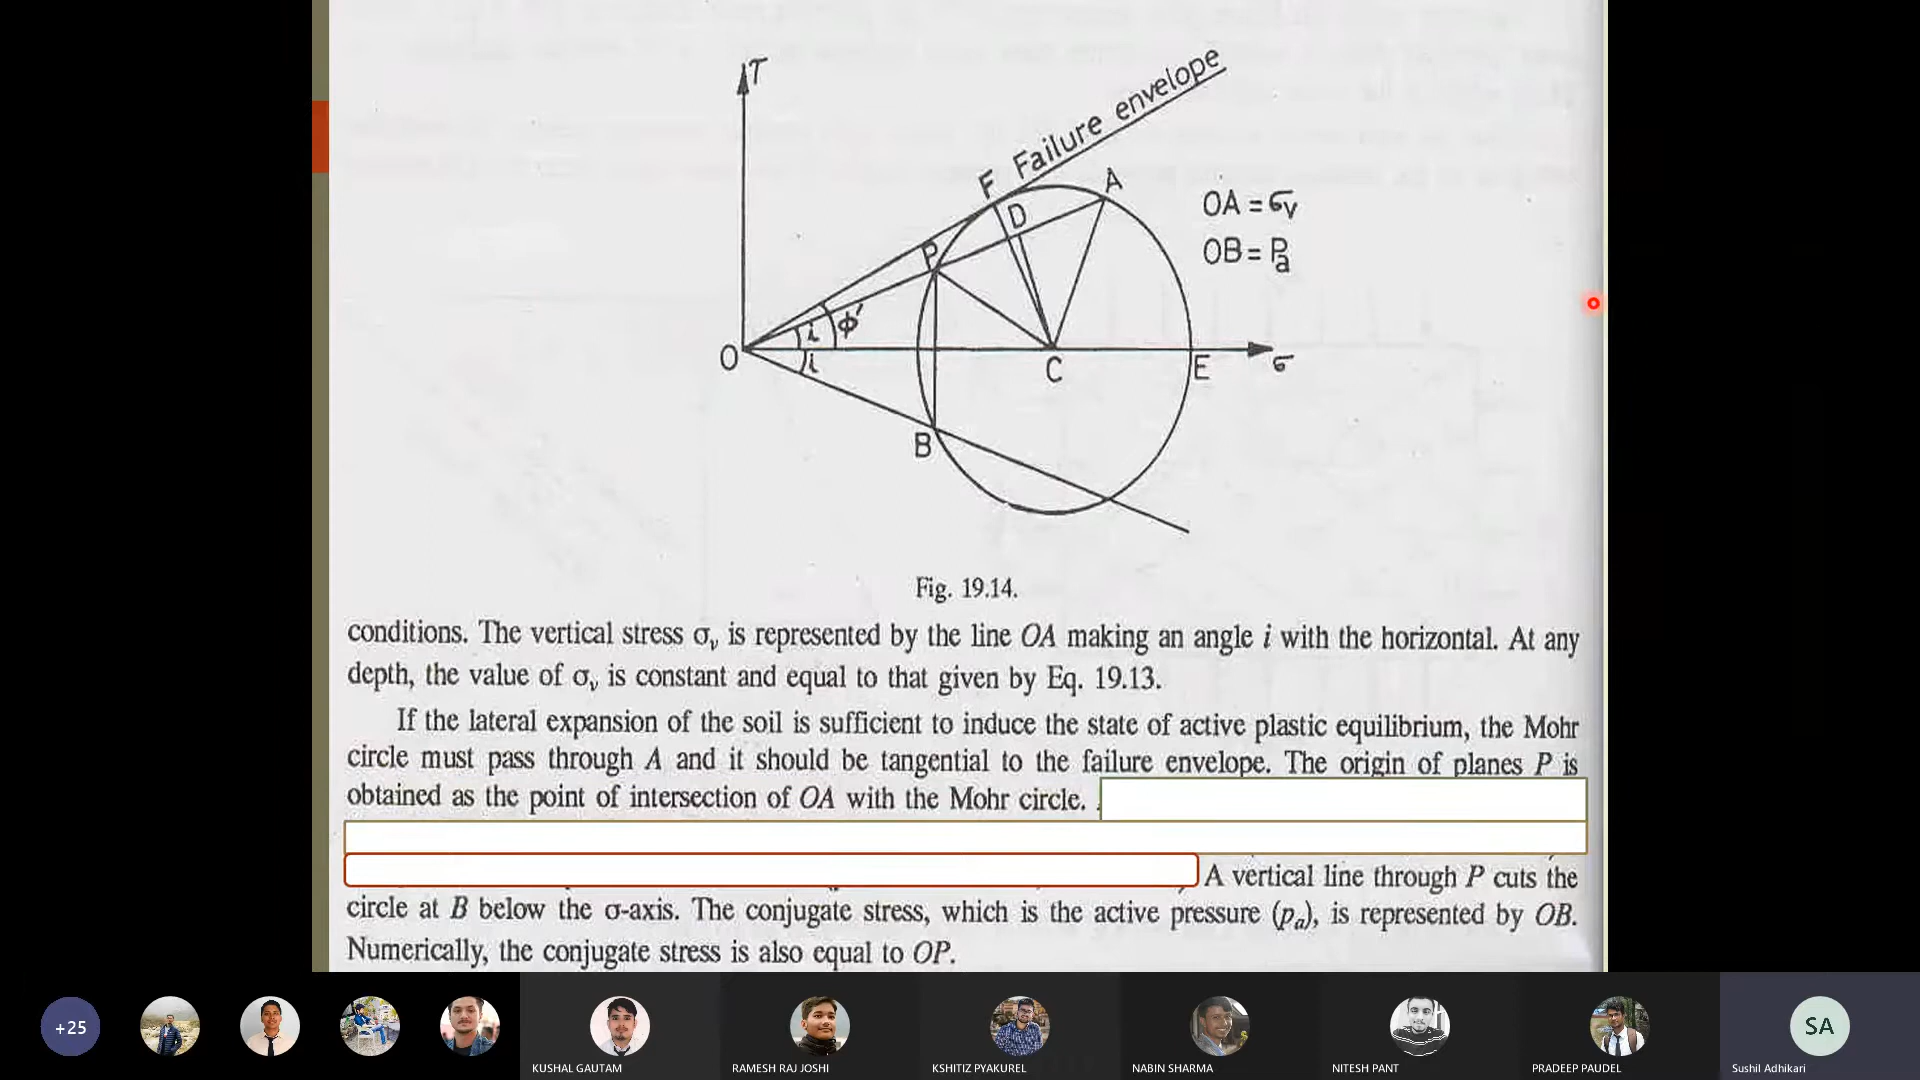 τ
Failure envelope
F
A
D
OA = σv
P
OB = Pa
i
ϕ′
O
i
C
E
σ
B
Fig. 19.14.
conditions. The vertical stress σv is represented by the line OA making an angle i with the horizontal. At any
depth, the value of σv is constant and equal to that given by Eq. 19.13.
If the lateral expansion of the soil is sufficient to induce the state of active plastic equilibrium, the Mohr
circle must pass through A and it should be tangential to the failure envelope. The origin of planes P is
obtained as the point of intersection of OA with the Mohr circle.
A vertical line through P cuts the
circle at B below the σ-axis. The conjugate stress, which is the active pressure (pa), is represented by OB.
Numerically, the conjugate stress is also equal to OP.
+25
KUSHAL GAUTAM
RAMESH RAJ JOSHI
KSHITIZ PYAKUREL
NABIN SHARMA
NITESH PANT
PRADEEP PAUDEL
SA
Sushil Adhikari